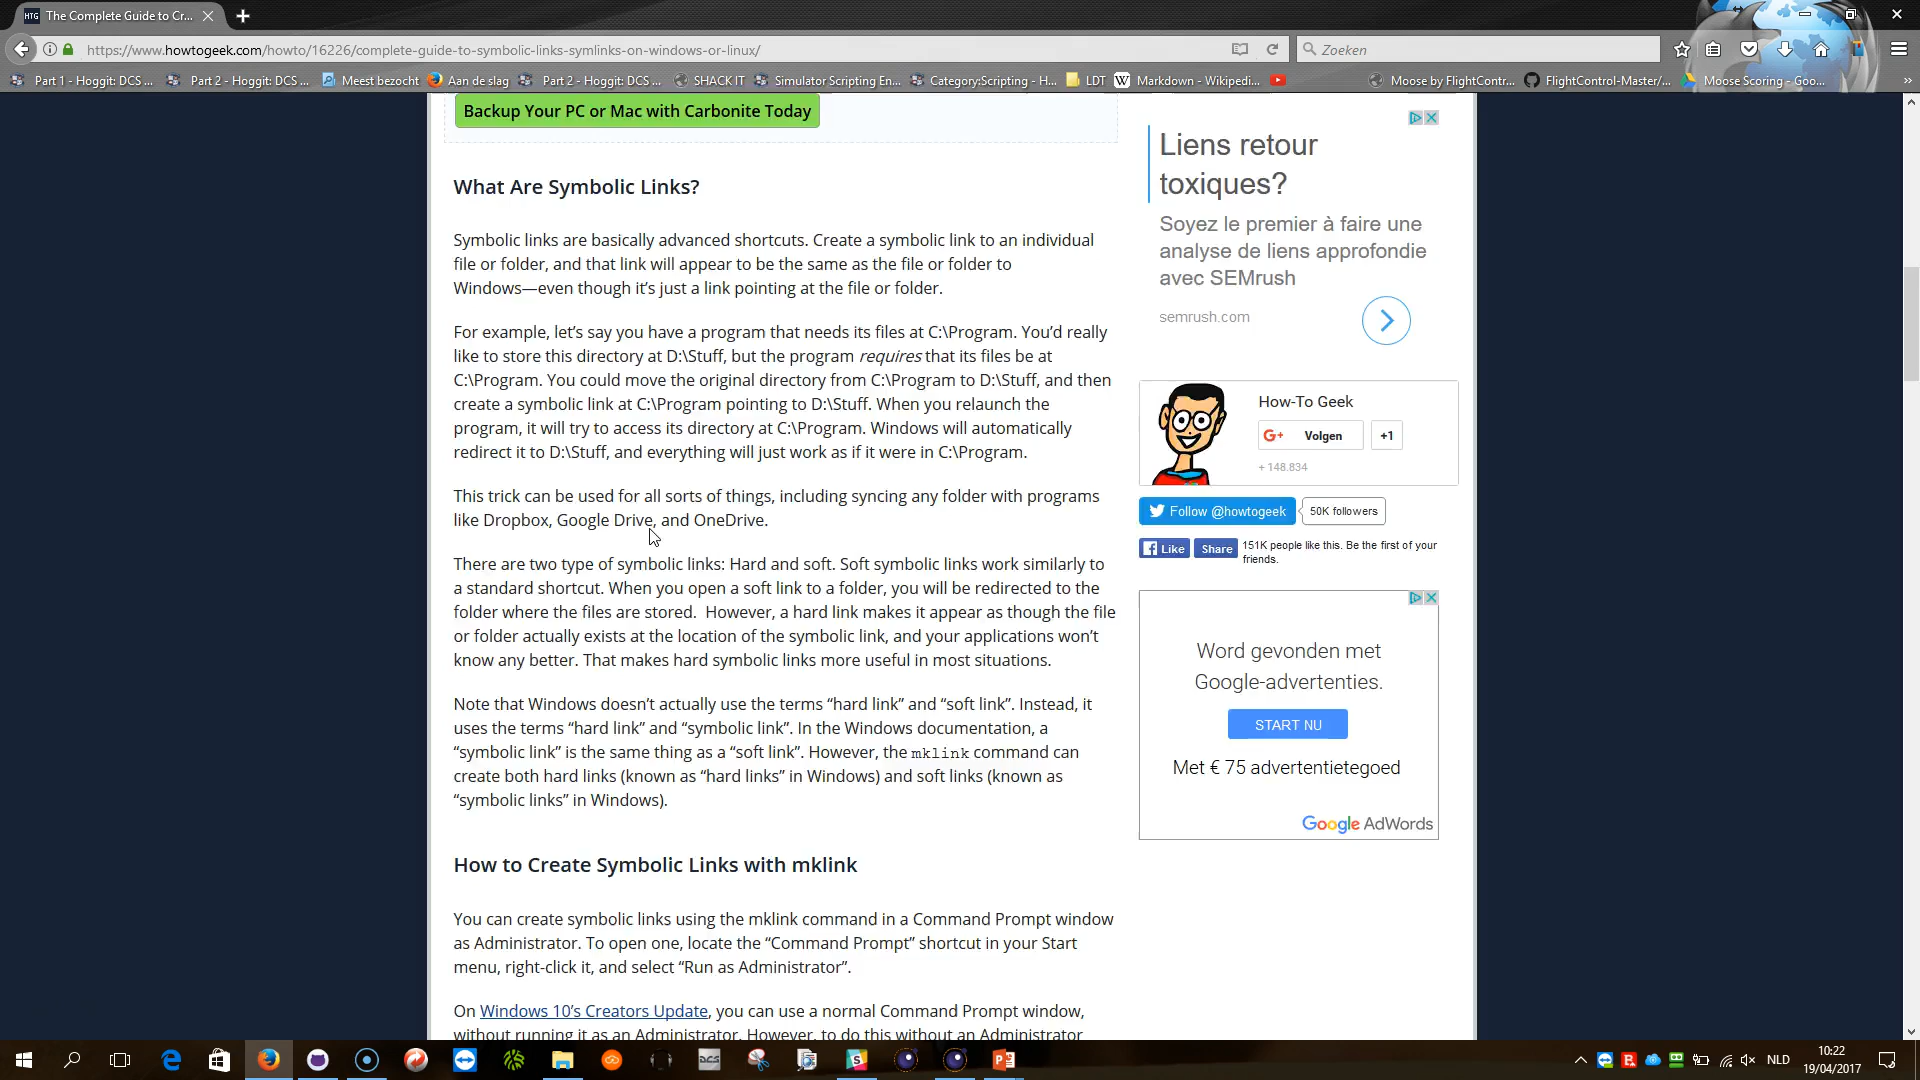 HTG The Complete Guide to Cr...
https://www.howtogeek.com/howto/16226/complete-guide-to-symbolic-links-symlinks-on-windows-or-linux/
Zoeken
Part 1 - Hoggit: DCS ...
Part 2 - Hoggit: DCS ...
Meest bezocht
Aan de slag
Part 2 - Hoggit: DCS ...
SHACK IT
Simulator Scripting En...
Category:Scripting - H...
LDT
W Markdown - Wikipedi...
Moose by FlightContr...
FlightControl-Master/...
Moose Scoring - Goo...
Backup Your PC or Mac with Carbonite Today
What Are Symbolic Links?
Symbolic links are basically advanced shortcuts. Create a symbolic link to an individual
file or folder, and that link will appear to be the same as the file or folder to
Windows—even though it’s just a link pointing at the file or folder.
For example, let’s say you have a program that needs its files at C:\Program. You’d really
like to store this directory at D:\Stuff, but the program requires that its files be at
C:\Program. You could move the original directory from C:\Program to D:\Stuff, and then
create a symbolic link at C:\Program pointing to D:\Stuff. When you relaunch the
program, it will try to access its directory at C:\Program. Windows will automatically
redirect it to D:\Stuff, and everything will just work as if it were in C:\Program.
This trick can be used for all sorts of things, including syncing any folder with programs
like Dropbox, Google Drive, and OneDrive.
There are two type of symbolic links: Hard and soft. Soft symbolic links work similarly to
a standard shortcut. When you open a soft link to a folder, you will be redirected to the
folder where the files are stored.  However, a hard link makes it appear as though the file
or folder actually exists at the location of the symbolic link, and your applications won’t
know any better. That makes hard symbolic links more useful in most situations.
Note that Windows doesn’t actually use the terms “hard link” and “soft link”. Instead, it
uses the terms “hard link” and “symbolic link”. In the Windows documentation, a
“symbolic link” is the same thing as a “soft link”. However, the mklink command can
create both hard links (known as “hard links” in Windows) and soft links (known as
“symbolic links” in Windows).
How to Create Symbolic Links with mklink
You can create symbolic links using the mklink command in a Command Prompt window
as Administrator. To open one, locate the “Command Prompt” shortcut in your Start
menu, right-click it, and select “Run as Administrator”.
On Windows 10’s Creators Update, you can use a normal Command Prompt window,
without running it as an Administrator. However, to do this without an Administrator
Liens retour
toxiques?
Soyez le premier à faire une
analyse de liens approfondie
avec SEMrush
semrush.com
How-To Geek
G+ Volgen
+1
+ 148.834
Follow @howtogeek
50K followers
Like
Share
151K people like this. Be the first of your
friends.
Word gevonden met
Google-advertenties.
START NU
Met € 75 advertentietegoed
Google AdWords
DCS
NLD
10:22
19/04/2017